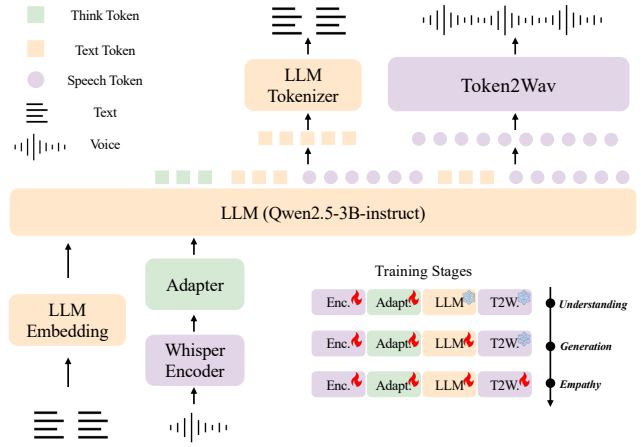 Think Token
Text Token
Speech Token
Text
Voice
LLM
Tokenizer
Token2Wav
LLM (Qwen2.5-3B-instruct)
LLM
Embedding
Adapter
Whisper
Encoder
Training Stages
Enc. Adapt. LLM T2W. Understanding
Enc. Adapt. LLM T2W. Generation
Enc. Adapt. LLM T2W. Empathy